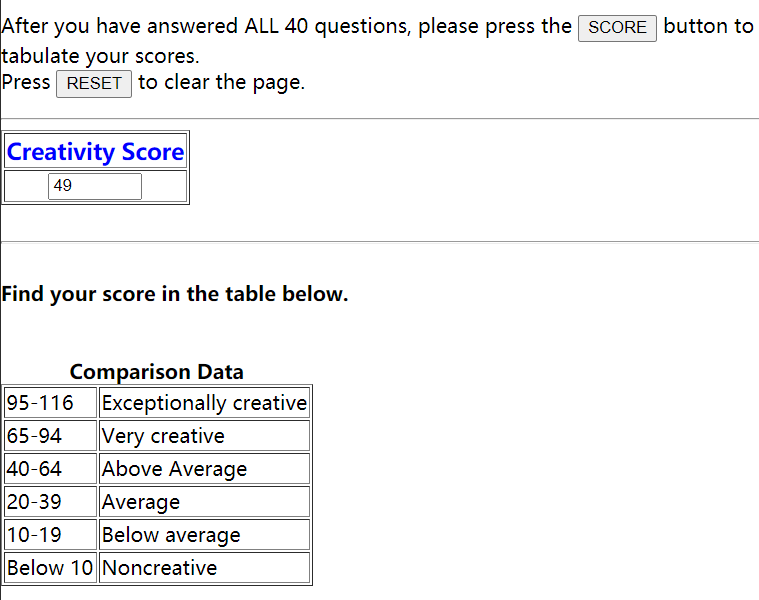 After you have answered ALL 40 questions, please press the SCORE button to
tabulate your scores.
Press RESET to clear the page.
Creativity Score
49
Find your score in the table below.
Comparison Data
95-116 Exceptionally creative
65-94 Very creative
40-64 Above Average
20-39 Average
10-19 Below average
Below 10 Noncreative